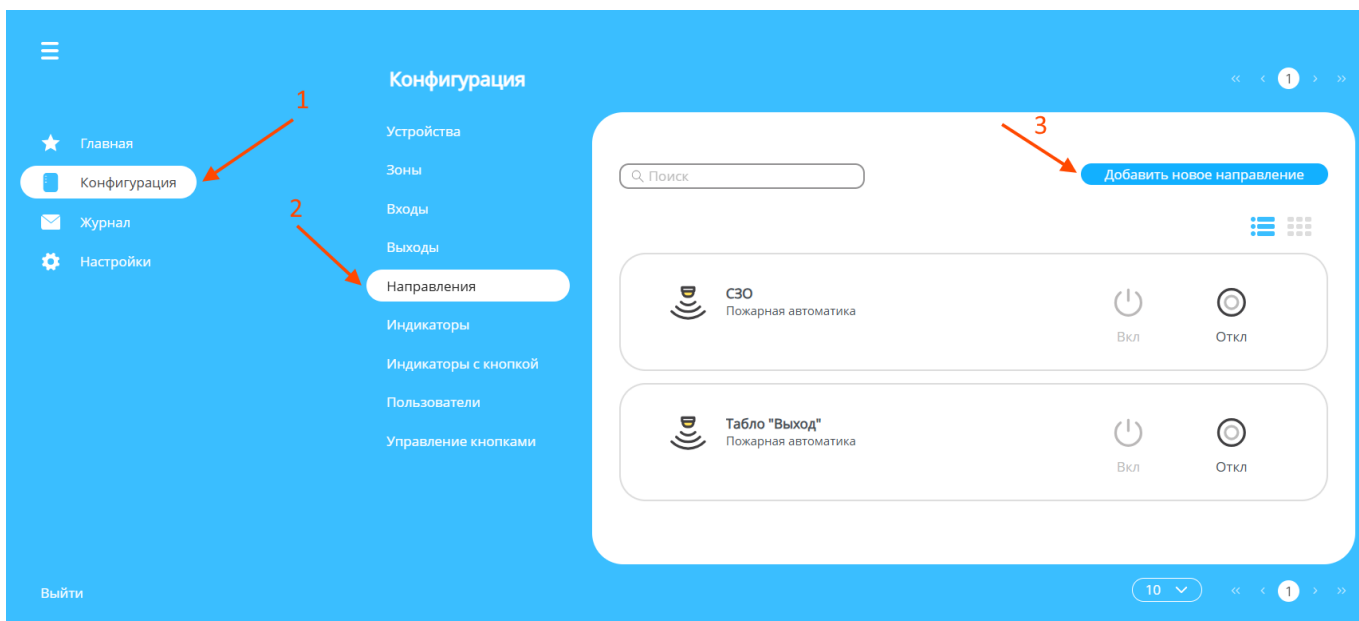 Конфигурация
« ‹ 1 › »
1
Главная
Конфигурация
Журнал
Настройки
Устройства
Зоны
Входы
Выходы
2
Направления
Индикаторы
Индикаторы с кнопкой
Пользователи
Управление кнопками
3
Поиск
Добавить новое направление
СЗО
Пожарная автоматика
Вкл
Откл
Табло "Выход"
Пожарная автоматика
Вкл
Откл
Выйти
10
« ‹ 1 › »